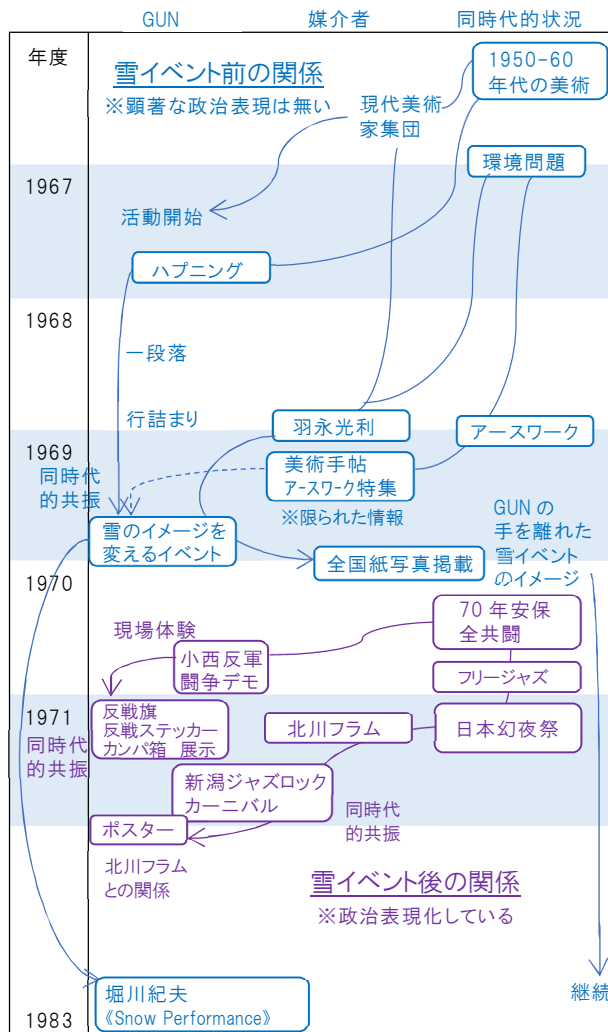 GUN 媒介者 同時代的状況
年度
雪イベント前の関係
※顕著な政治表現は無い
1950-60
年代の美術
現代美術
家集団
環境問題
1967
活動開始
ハプニング
1968
一段落
行詰まり
羽永光利
アースワーク
1969
同時代
的共振
美術手帖
アースワーク特集
※限られた情報
GUNの
手を離れた
雪イベント
のイメージ
雪のイメージを
変えるイベント
全国紙写真掲載
1970
70年安保
全共闘
現場体験
小西反軍
闘争デモ
フリージャズ
1971
同時代
的共振
反戦旗
反戦ステッカー
カンパ箱 展示
北川フラム
日本幻夜祭
新潟ジャズロック
カーニバル
同時代
的共振
ポスター
北川フラム
との関係
雪イベント後の関係
※政治表現化している
堀川紀夫
《Snow Performance》
継続
1983